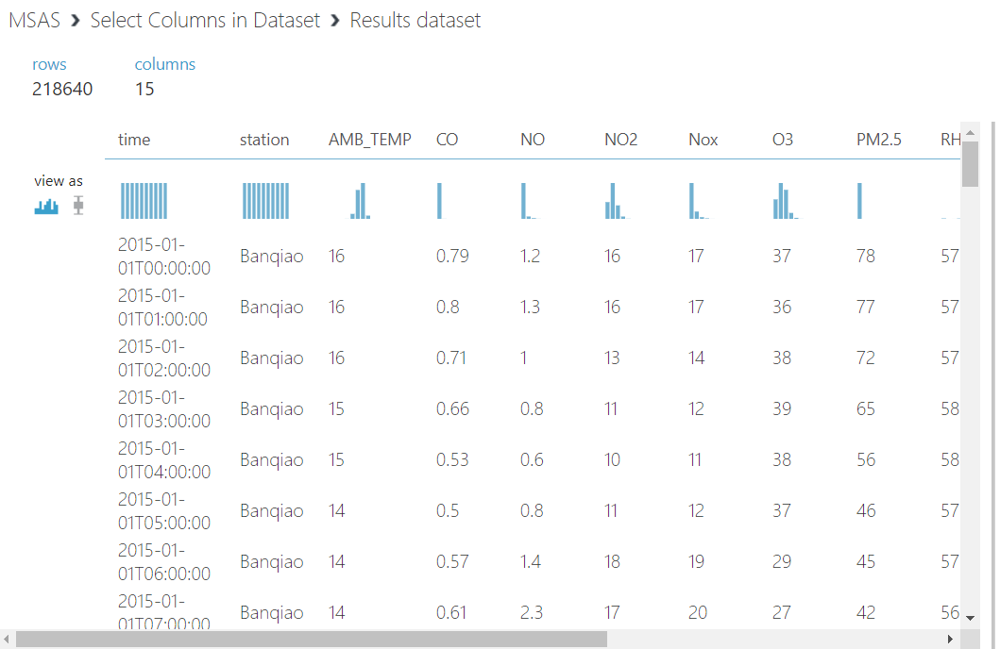 MSAS > Select Columns in Dataset > Results dataset
rows columns
218640 15
time station AMB_TEMP CO NO NO2 Nox O3 PM2.5 RH
view as
2015-01-
01T00:00:00 Banqiao 16 0.79 1.2 16 17 37 78 57
2015-01-
01T01:00:00 Banqiao 16 0.8 1.3 16 17 36 77 57
2015-01-
01T02:00:00 Banqiao 16 0.71 1 13 14 38 72 57
2015-01-
01T03:00:00 Banqiao 15 0.66 0.8 11 12 39 65 58
2015-01-
01T04:00:00 Banqiao 15 0.53 0.6 10 11 38 56 58
2015-01-
01T05:00:00 Banqiao 14 0.5 0.8 11 12 37 46 57
2015-01-
01T06:00:00 Banqiao 14 0.57 1.4 18 19 29 45 57
2015-01-
01T07:00:00 Banqiao 14 0.61 2.3 17 20 27 42 56